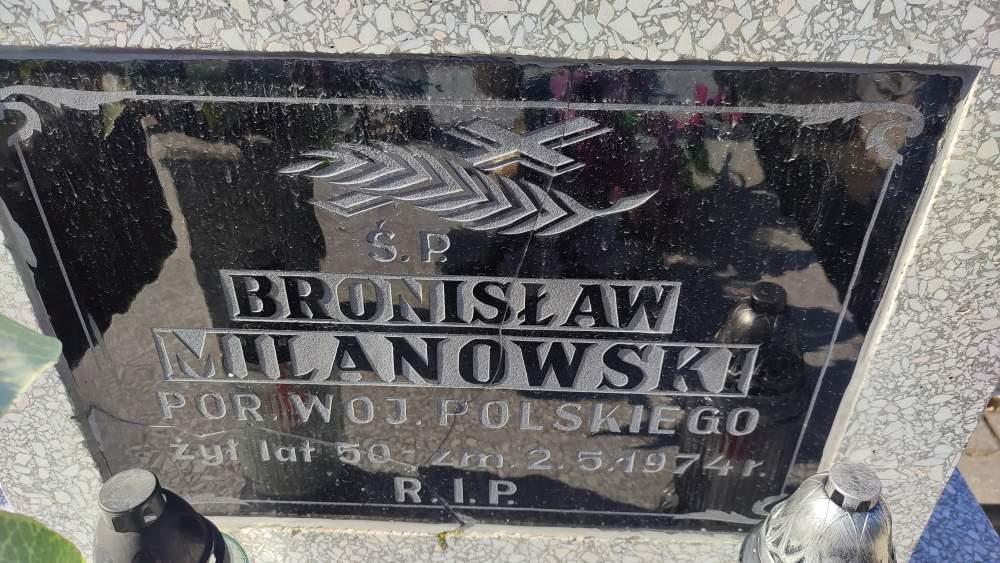 Ś.P.
BRONISŁAW
MILANOWSKI
POR. WOJ. POLSKIEGO
żył lat 50 - zm. 2.5.1974 r.
R.I.P.